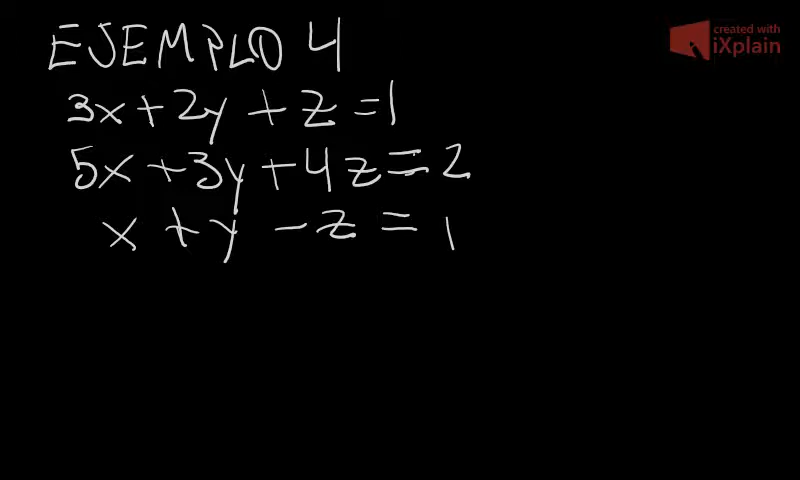 EJEMPLO 4
3x+2y+z=1
5x+3y+4z=2
x+y-z=1
created with
iXplain